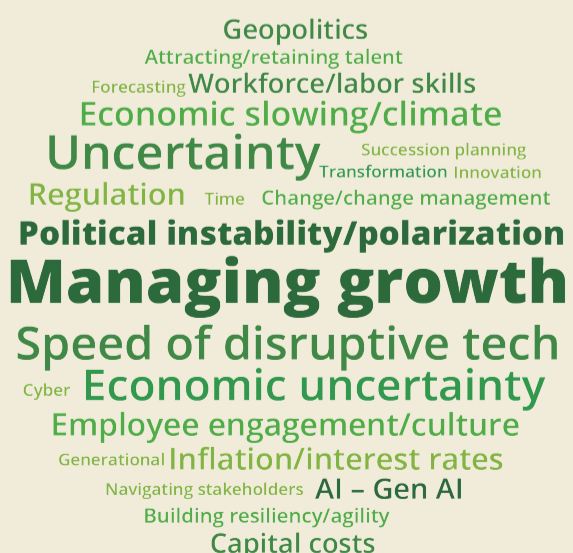 Geopolitics
Attracting/retaining talent
Forecasting Workforce/labor skills
Economic slowing/climate
Uncertainty Succession planning
Transformation Innovation
Regulation Time Change/change management
Political instability/polarization
Managing growth
Speed of disruptive tech
Cyber Economic uncertainty
Employee engagement/culture
Generational Inflation/interest rates
Navigating stakeholders AI – Gen AI
Building resiliency/agility
Capital costs